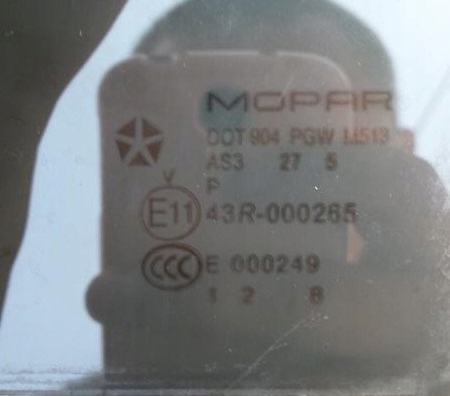 MOPAR
DOT 904 PGW M513
AS3 27 5
V
P
E11 43R-000265
CCC E 000249
1 2 8